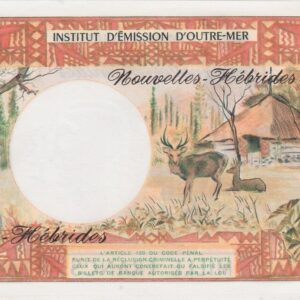 INSTITUT D'ÉMISSION D'OUTRE-MER
Nouvelles-Hébrides
-Hébrides
L'ARTICLE 139 DU CODE PÉNAL
PUNIT DE LA RÉCLUSION CRIMINELLE A PERPÉTUITÉ
CEUX QUI AURONT CONTREFAIT OU FALSIFIÉ LES
BILLETS DE BANQUE AUTORISÉS PAR LA LOI